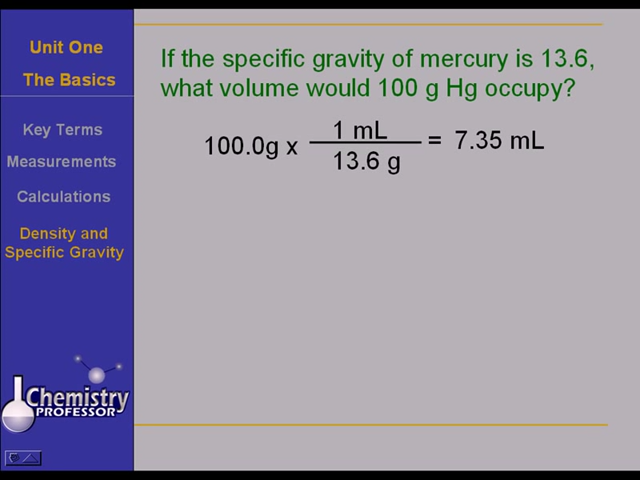 Unit One
The Basics
Key Terms
Measurements
Calculations
Density and
Specific Gravity
Chemistry
PROFESSOR
If the specific gravity of mercury is 13.6,
what volume would 100 g Hg occupy?
100.0g x 1 mL / 13.6 g = 7.35 mL